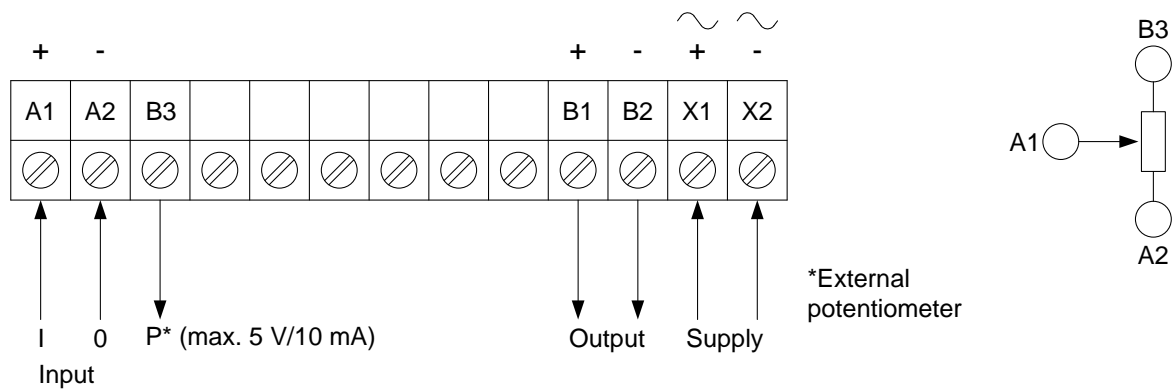 + - + - + -
A1 A2 B3 B1 B2 X1 X2
I 0 P* (max. 5 V/10 mA) Output Supply
Input
*External
potentiometer
B3
A1
A2